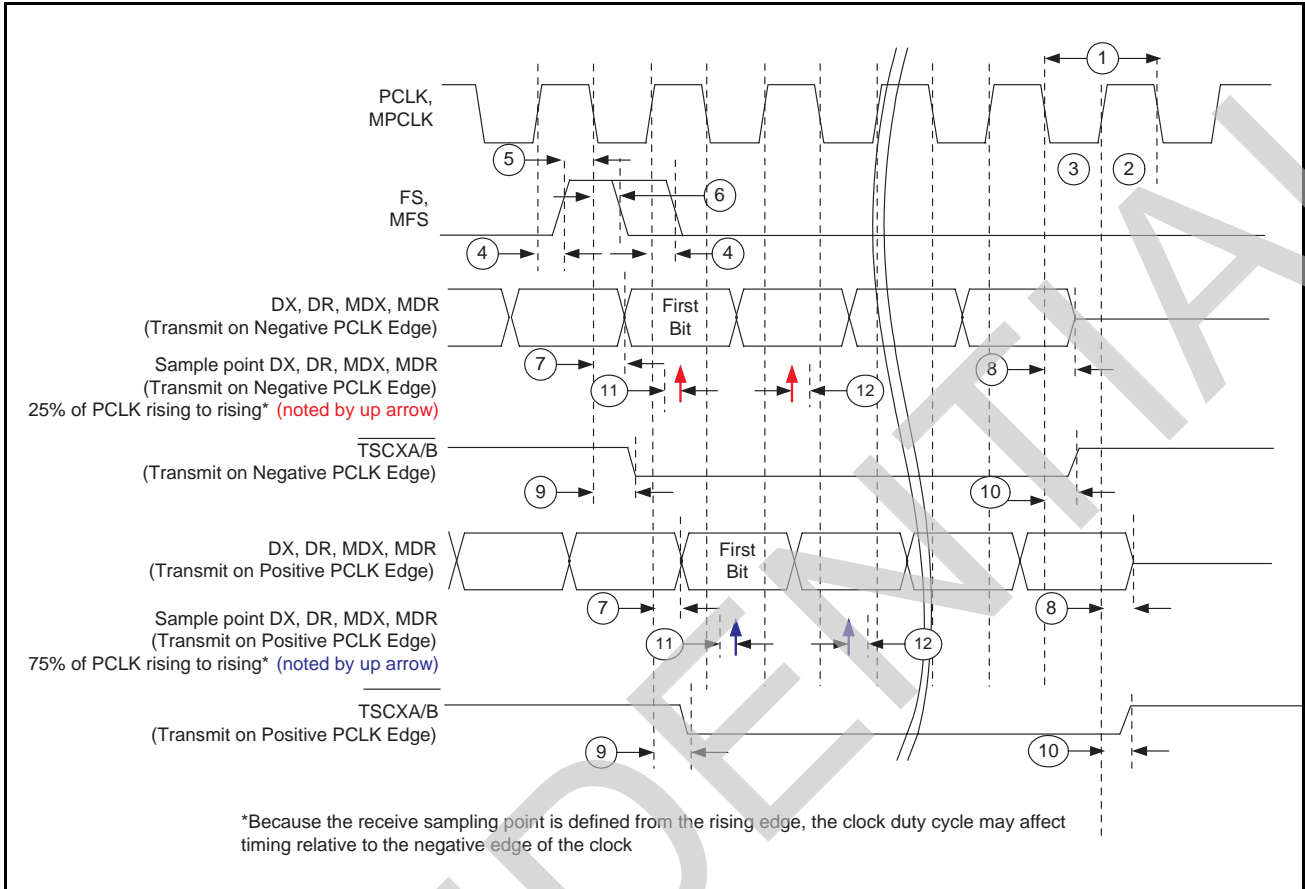 1
PCLK,
MPCLK
5
3
2
FS,
MFS
6
4
4
DX, DR, MDX, MDR
(Transmit on Negative PCLK Edge)
First
Bit
Sample point DX, DR, MDX, MDR
(Transmit on Negative PCLK Edge)
25% of PCLK rising to rising* (noted by up arrow)
7
8
11
12
TSCXA/B
(Transmit on Negative PCLK Edge)
9
10
DX, DR, MDX, MDR
(Transmit on Positive PCLK Edge)
First
Bit
Sample point DX, DR, MDX, MDR
(Transmit on Positive PCLK Edge)
75% of PCLK rising to rising* (noted by up arrow)
7
8
11
12
TSCXA/B
(Transmit on Positive PCLK Edge)
9
10
*Because the receive sampling point is defined from the rising edge, the clock duty cycle may affect
timing relative to the negative edge of the clock
DENTIAL